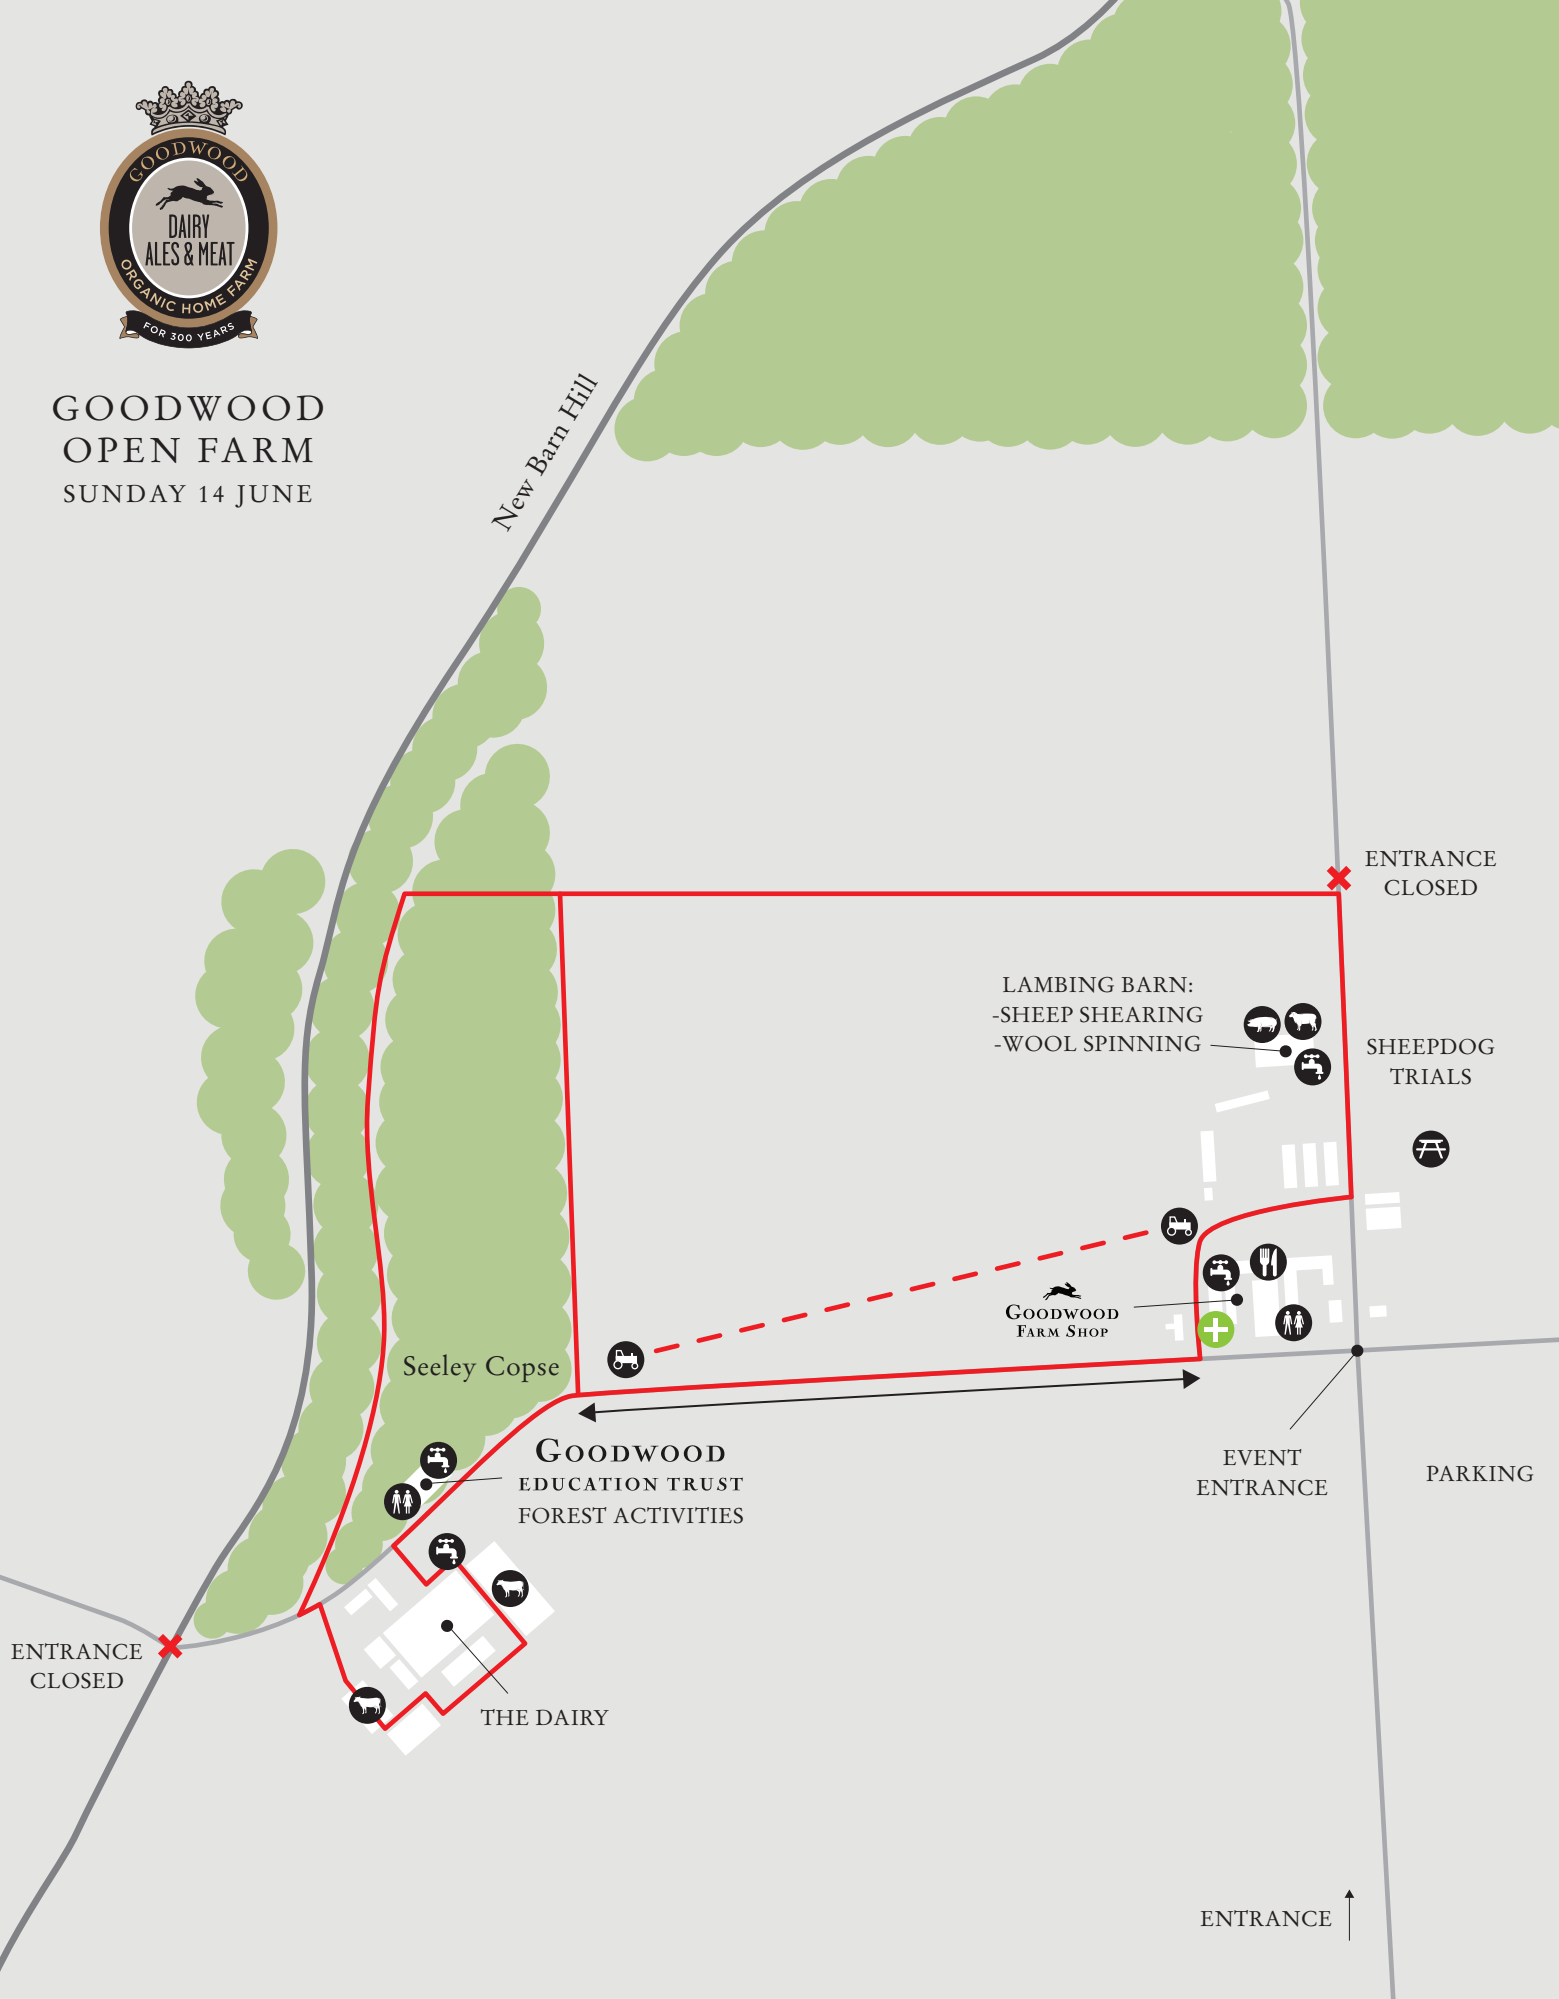 GOODWOOD
DAIRY
ALES & MEAT
ORGANIC HOME FARM
FOR 300 YEARS
GOODWOOD
OPEN FARM
SUNDAY 14 JUNE
New Barn Hill
ENTRANCE
CLOSED
LAMBING BARN:
-SHEEP SHEARING
-WOOL SPINNING
SHEEPDOG
TRIALS
GOODWOOD
FARM SHOP
Seeley Copse
GOODWOOD
EDUCATION TRUST
FOREST ACTIVITIES
EVENT
ENTRANCE
PARKING
ENTRANCE
CLOSED
THE DAIRY
ENTRANCE